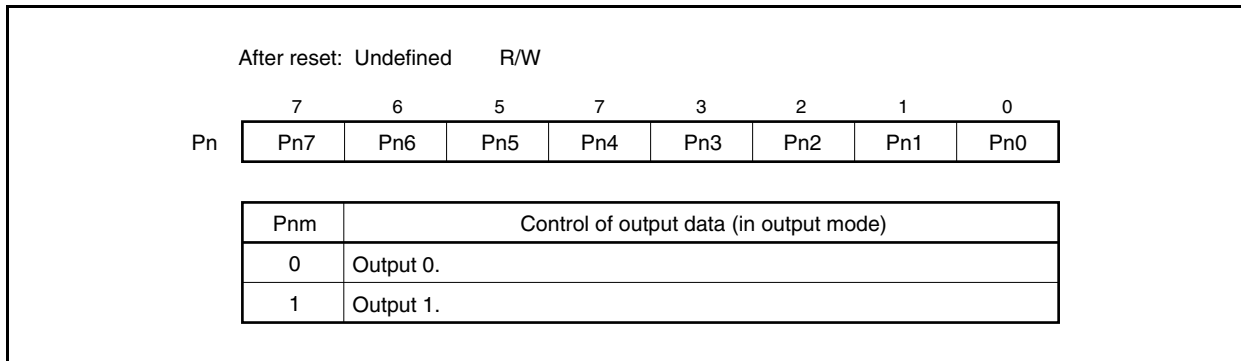 After reset: Undefined R/W
7 6 5 7 3 2 1 0
Pn Pn7 Pn6 Pn5 Pn4 Pn3 Pn2 Pn1 Pn0
Pnm Control of output data (in output mode)
0 Output 0.
1 Output 1.